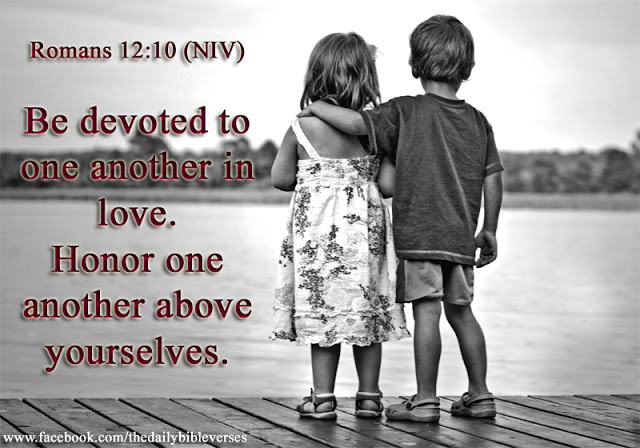 Romans 12:10 (NIV)
Be devoted to
one another in
love.
Honor one
another above
yourselves.
www.facebook.com/thedailybibleverses